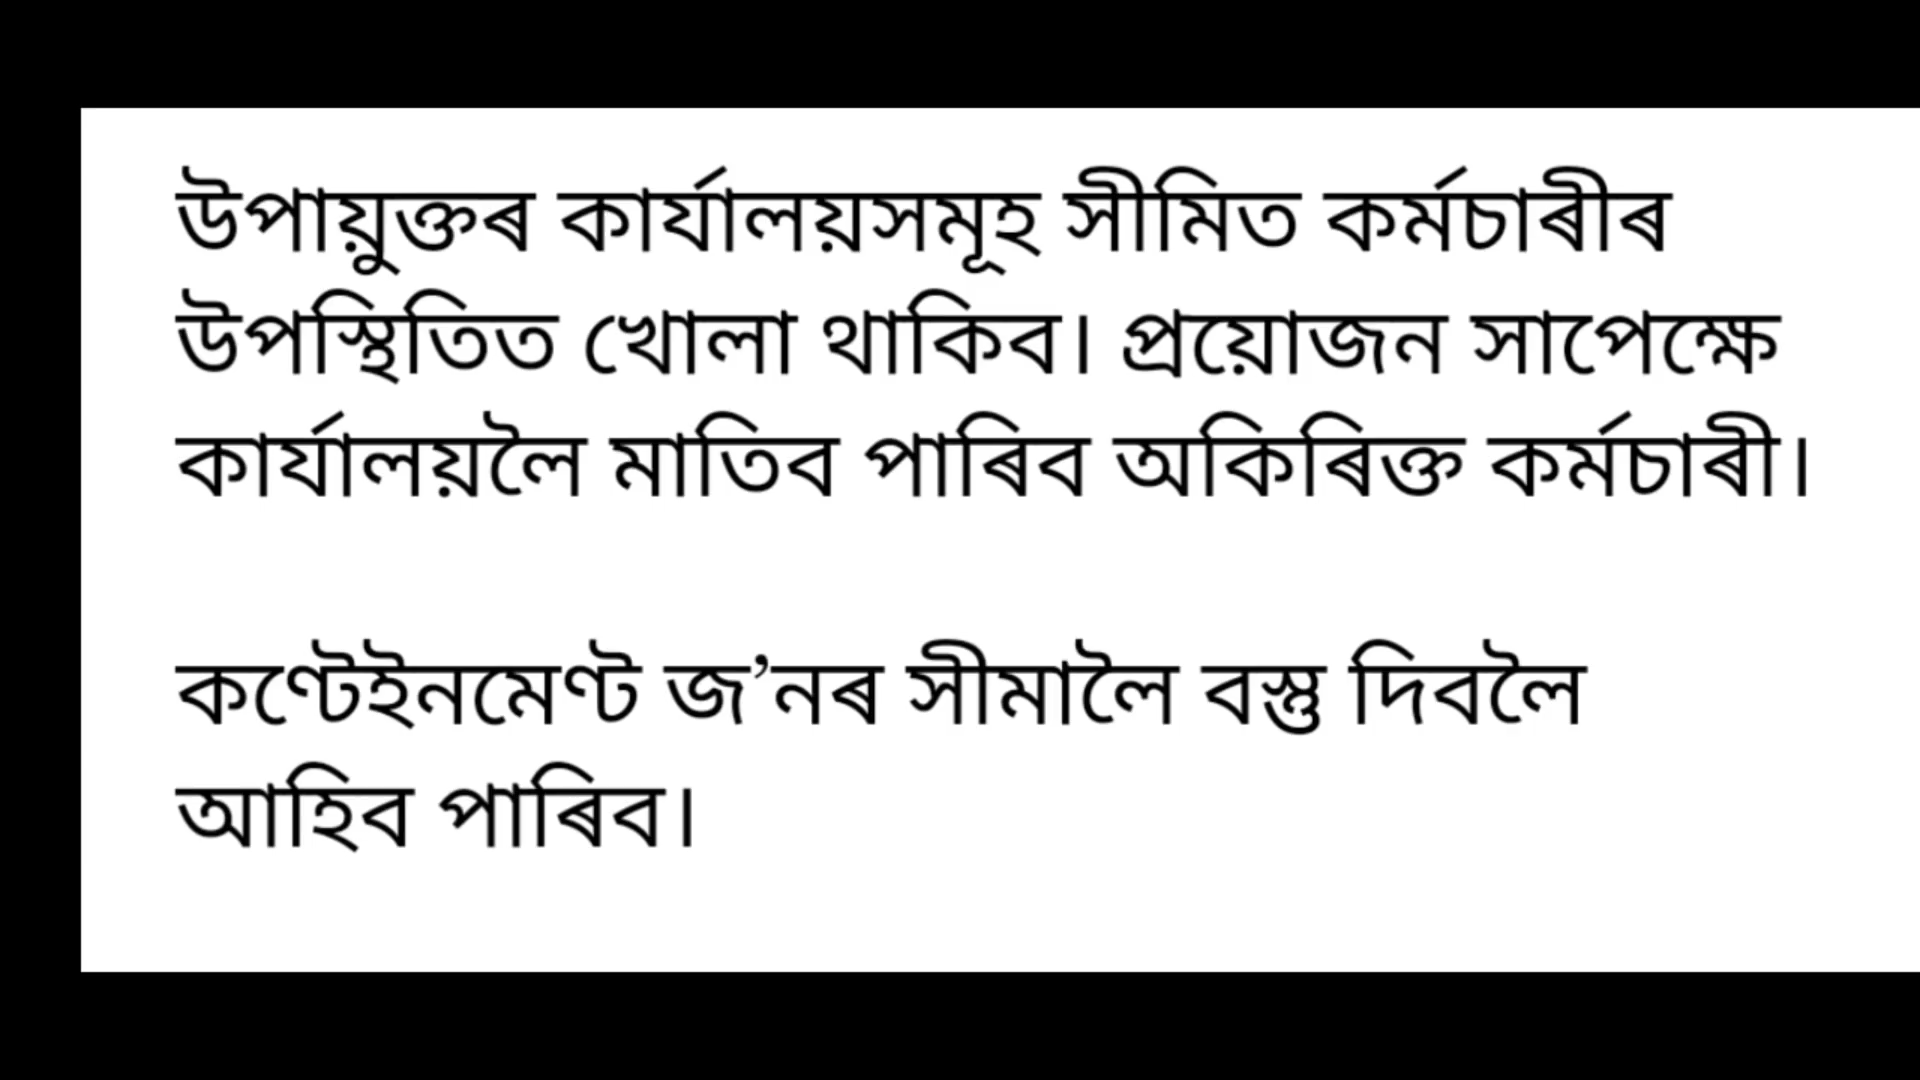 উপায়ুক্তৰ কাৰ্যালয়সমূহ সীমিত কৰ্মচাৰীৰ
উপস্থিতিত খোলা থাকিব। প্ৰয়োজন সাপেক্ষে
কাৰ্যালয়লৈ মাতিব পাৰিব অকিৰিক্ত কৰ্মচাৰী।
কণ্টেইনমেণ্ট জ’নৰ সীমালৈ বস্তু দিবলৈ
আহিব পাৰিব।